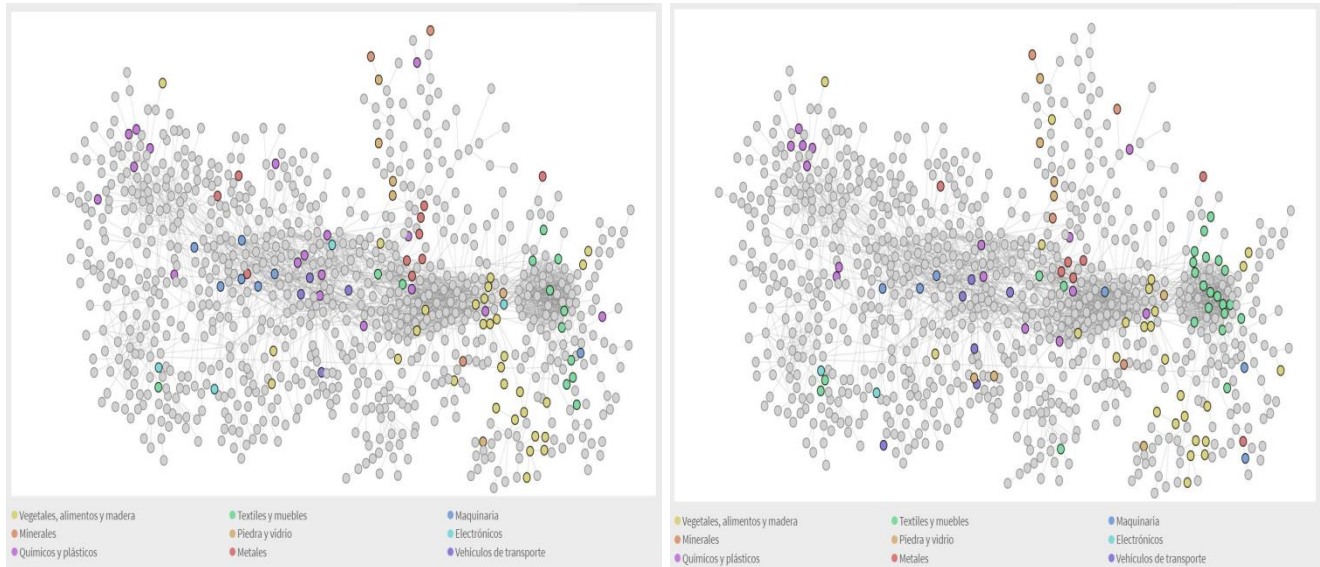 Vegetales, alimentos y madera
Textiles y muebles
Maquinaria
Minerales
Piedra y vidrio
Electrónicos
Químicos y plásticos
Metales
Vehículos de transporte
Vegetales, alimentos y madera
Textiles y muebles
Maquinaria
Minerales
Piedra y vidrio
Electrónicos
Químicos y plásticos
Metales
Vehículos de transporte